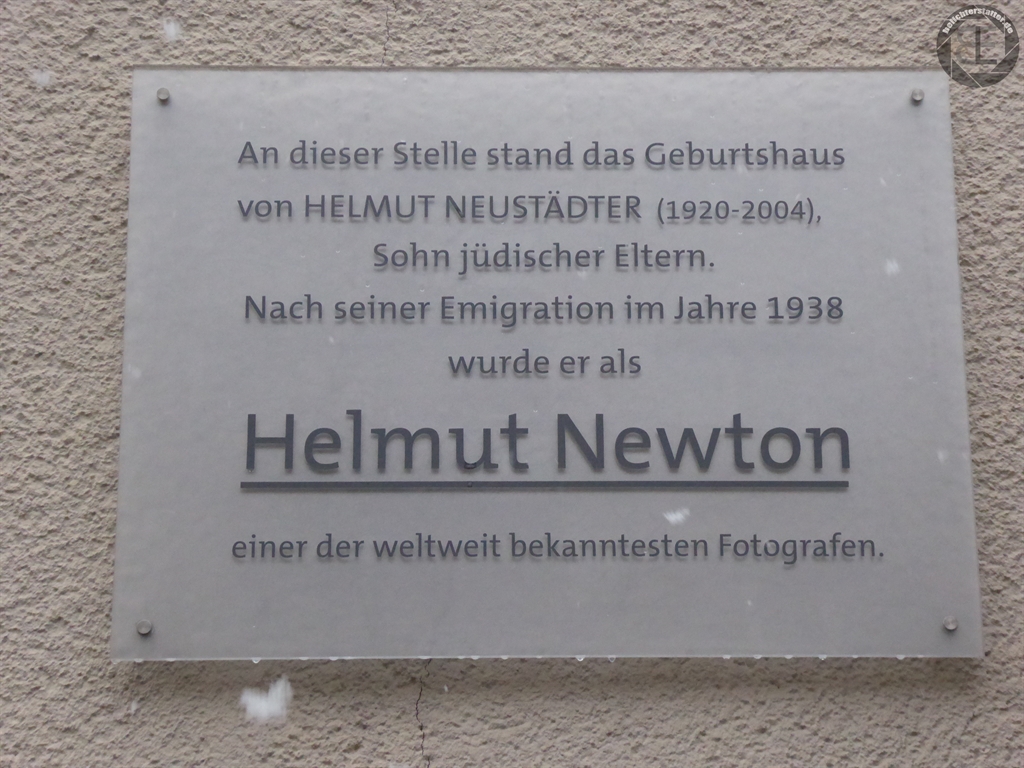 An dieser Stelle stand das Geburtshaus
von HELMUT NEUSTÄDTER (1920-2004),
Sohn jüdischer Eltern.
Nach seiner Emigration im Jahre 1938
wurde er als
Helmut Newton
einer der weltweit bekanntesten Fotografen.
L